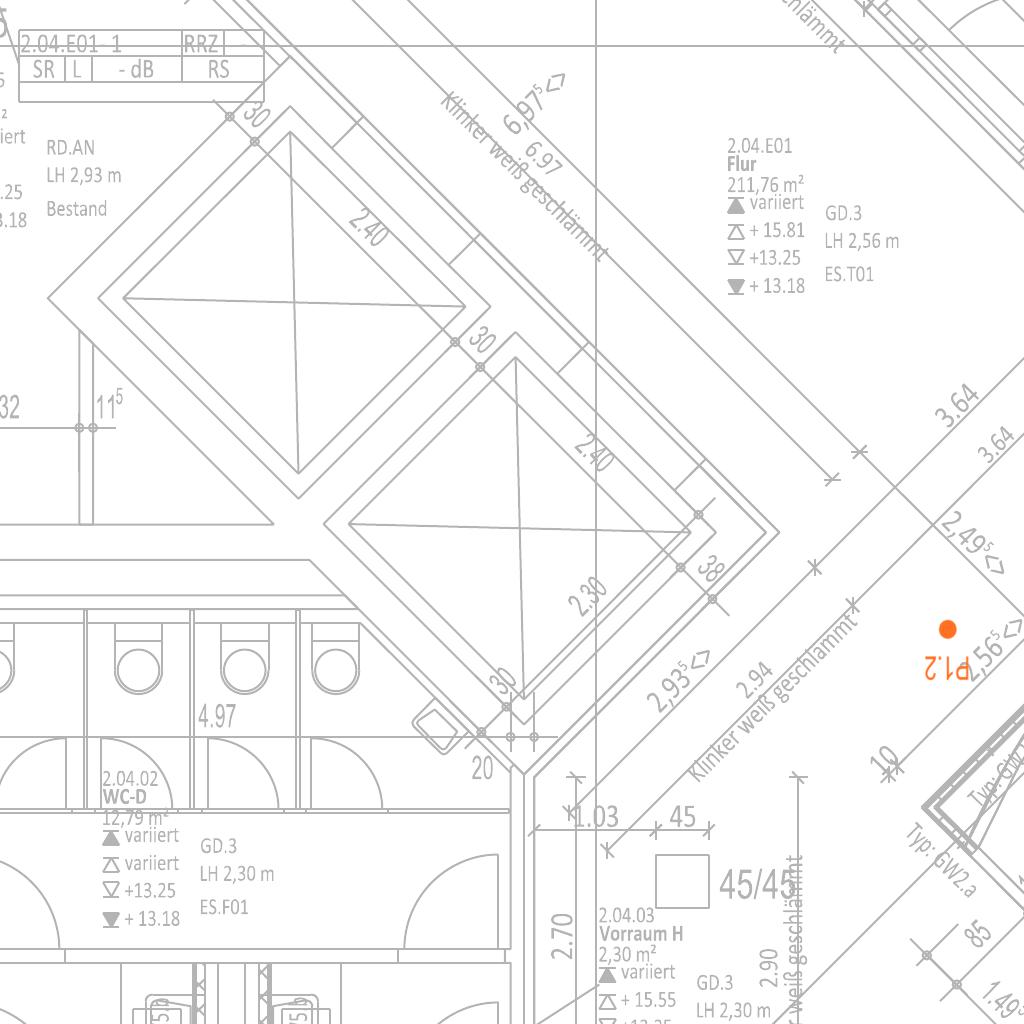 2.04.E01- 1 RRZ
SR L - dB RS
RD.AN
LH 2,93 m
Bestand
30
2.40
6,97⁵ <>
6.97
Klinker weiß geschlämmt
2.04.E01
Flur
211,76 m²
variiert
+ 15.81
+13.25
+ 13.18
GD.3
LH 2,56 m
ES.T01
32
11⁵
30
2.40
2.30
38
30
20
3.64
3.64
2,49⁵ <>
2,56⁵ <>
P1.2
2,93⁵ <>
2.94
Klinker weiß geschlämmt
10
4.97
2.04.02
WC-D
12,79 m²
variiert
variiert
+13.25
+ 13.18
GD.3
LH 2,30 m
ES.F01
1.03
45
45/45
2.70
2.90
2.04.03
Vorraum H
2,30 m²
variiert
+ 15.55
GD.3
LH 2,30 m
Typ: GW2.a
85